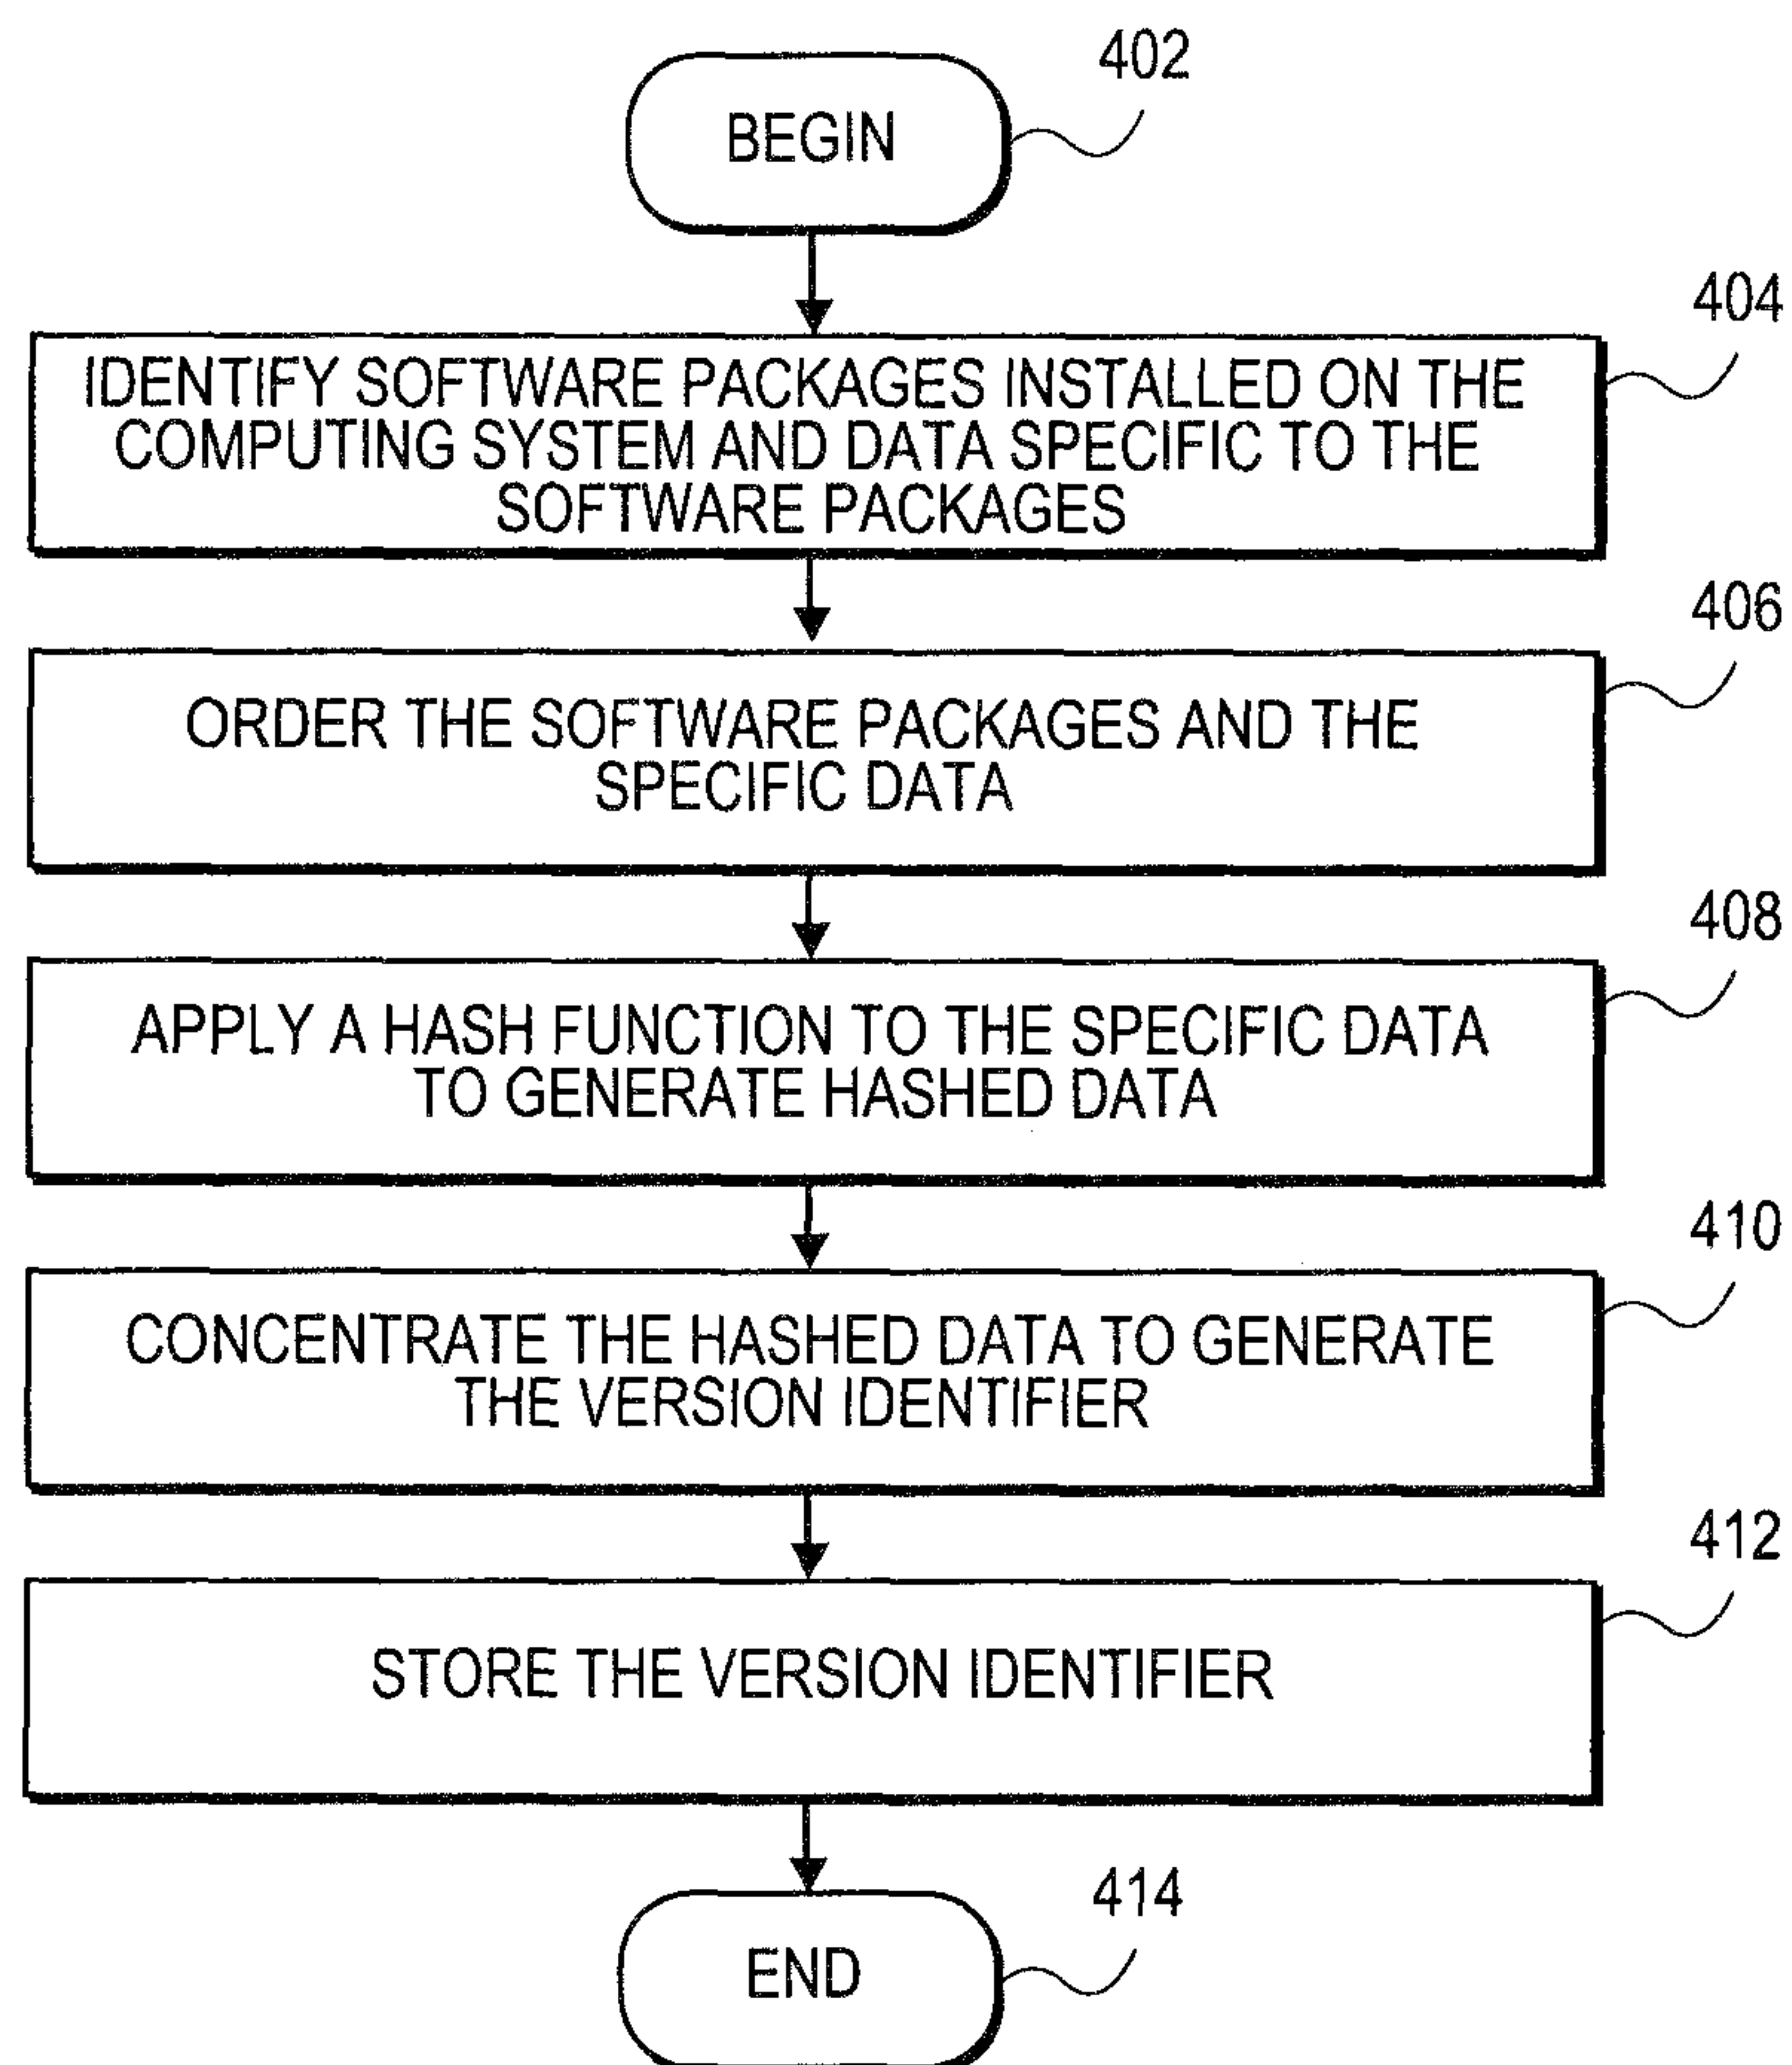 402
BEGIN
404
IDENTIFY SOFTWARE PACKAGES INSTALLED ON THE
COMPUTING SYSTEM AND DATA SPECIFIC TO THE
SOFTWARE PACKAGES
406
ORDER THE SOFTWARE PACKAGES AND THE
SPECIFIC DATA
408
APPLY A HASH FUNCTION TO THE SPECIFIC DATA
TO GENERATE HASHED DATA
410
CONCENTRATE THE HASHED DATA TO GENERATE
THE VERSION IDENTIFIER
412
STORE THE VERSION IDENTIFIER
414
END